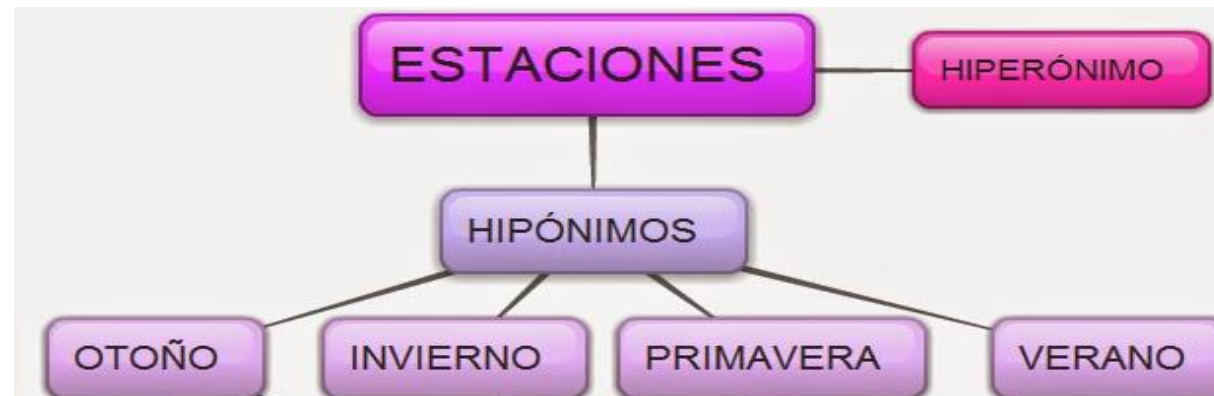 ESTACIONES
HIPERÓNIMO
HIPÓNIMOS
OTOÑO
INVIERNO
PRIMAVERA
VERANO